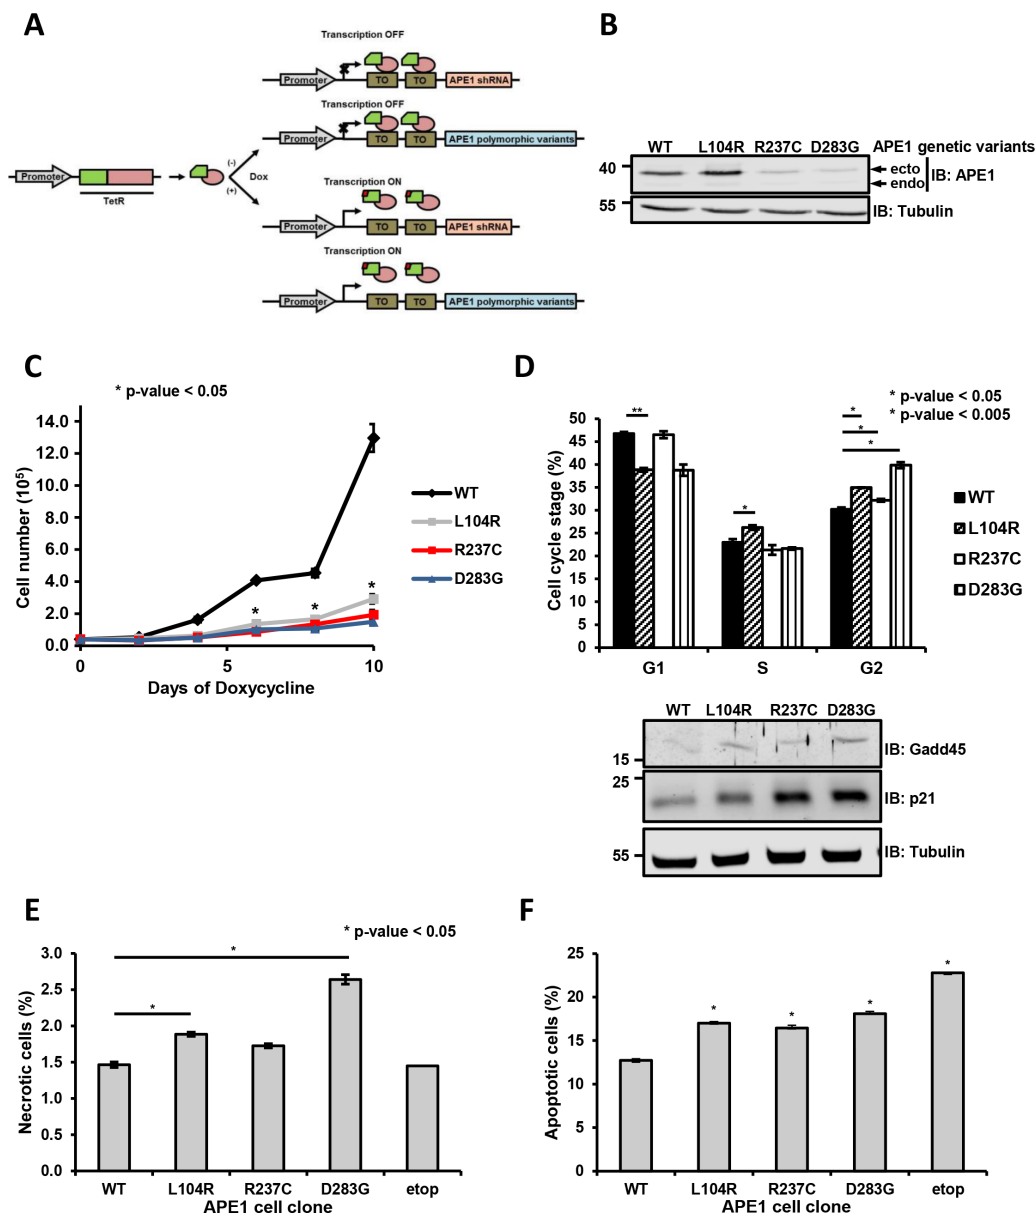 A
Transcription OFF
Promoter TO TO APE1 shRNA
Transcription OFF
Promoter TO TO APE1 polymorphic variants
Promoter
TetR
(-)
Dox
(+)
Transcription ON
Promoter TO TO APE1 shRNA
Transcription ON
Promoter TO TO APE1 polymorphic variants
B
WT L104R R237C D283G APE1 genetic variants
40 ecto
endo IB: APE1
55 IB: Tubulin
C
* p-value < 0.05
Cell number (10⁵)
14.0
12.0
10.0
8.0
6.0
4.0
2.0
0.0
* * *
0 5 10
Days of Doxycycline
WT
L104R
R237C
D283G
D
* p-value < 0.05
* p-value < 0.005
Cell cycle stage (%)
50
45
40
35
30
25
20
15
10
5
0
**
*
*
*
*
G1 S G2
WT
L104R
R237C
D283G
WT L104R R237C D283G
15 IB: Gadd45
25 IB: p21
55 IB: Tubulin
E
* p-value < 0.05
Necrotic cells (%)
3.0
2.5
2.0
1.5
1.0
0.5
0.0
*
*
WT L104R R237C D283G etop
APE1 cell clone
F
Apoptotic cells (%)
25
20
15
10
5
0
* * * *
WT L104R R237C D283G etop
APE1 cell clone